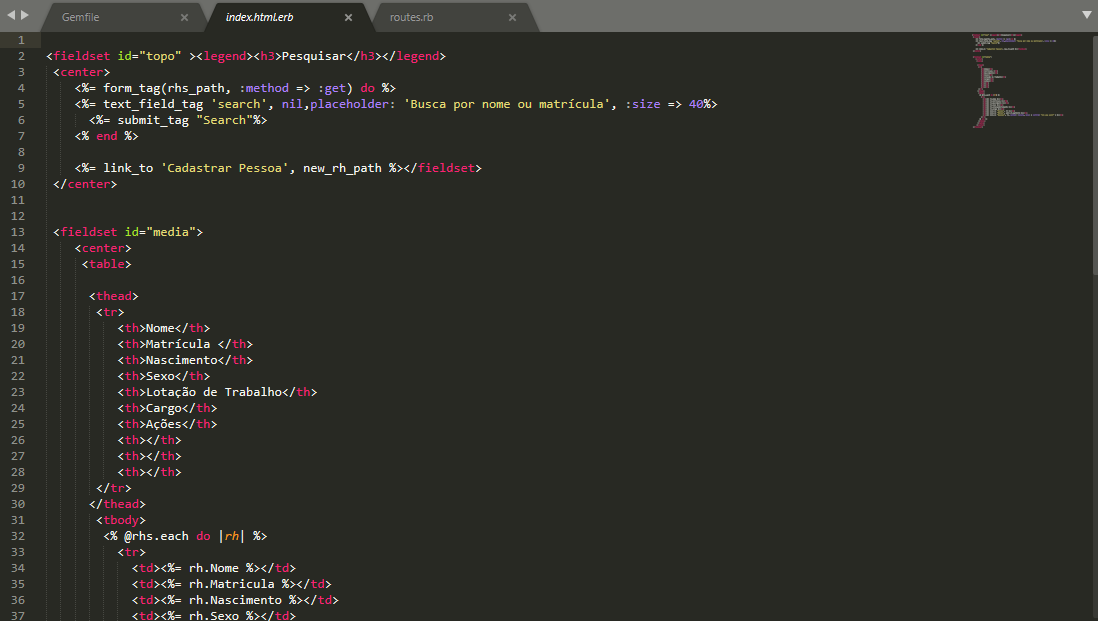 Gemfile index.html.erb routes.rb
1
2 <fieldset id="topo" ><legend><h3>Pesquisar</h3></legend>
3 <center>
4 <%= form_tag(rhs_path, :method => :get) do %>
5 <%= text_field_tag 'search', nil,placeholder: 'Busca por nome ou matrícula', :size => 40%>
6 <%= submit_tag "Search"%>
7 <% end %>
8
9 <%= link_to 'Cadastrar Pessoa', new_rh_path %></fieldset>
10 </center>
11
12
13 <fieldset id="media">
14 <center>
15 <table>
16
17 <thead>
18 <tr>
19 <th>Nome</th>
20 <th>Matrícula </th>
21 <th>Nascimento</th>
22 <th>Sexo</th>
23 <th>Lotação de Trabalho</th>
24 <th>Cargo</th>
25 <th>Ações</th>
26 <th></th>
27 <th></th>
28 <th></th>
29 </tr>
30 </thead>
31 <tbody>
32 <% @rhs.each do |rh| %>
33 <tr>
34 <td><%= rh.Nome %></td>
35 <td><%= rh.Matricula %></td>
36 <td><%= rh.Nascimento %></td>
37 <td><%= rh.Sexo %></td>